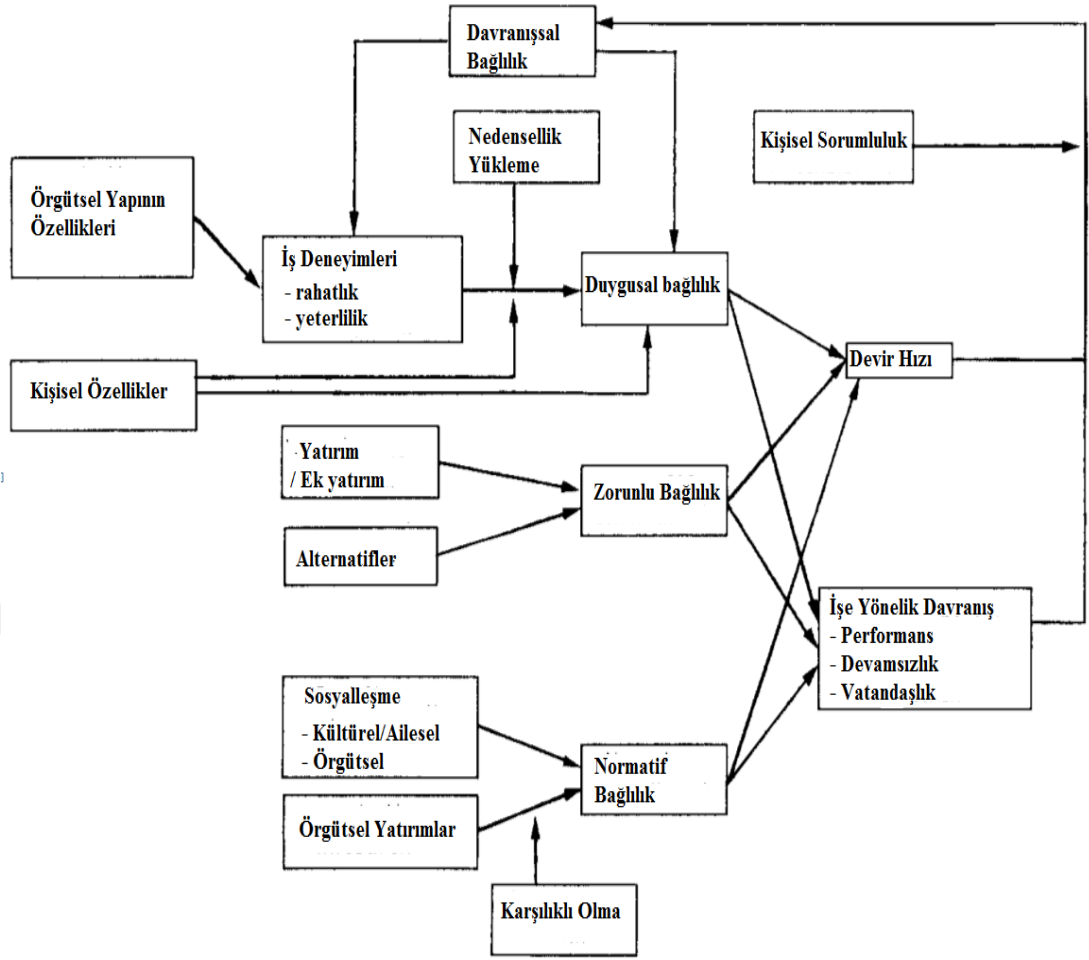 Davranışsal
Bağlılık
Nedensellik
Yükleme
Kişisel Sorumluluk
Örgütsel Yapının
Özellikleri
İş Deneyimleri
- rahatlık
- yeterlilik
Duygusal bağlılık
Devir Hızı
Kişisel Özellikler
Yatırım
/ Ek yatırım
Zorunlu Bağlılık
Alternatifler
İşe Yönelik Davranış
- Performans
- Devamsızlık
- Vatandaşlık
Sosyalleşme
- Kültürel/Ailesel
- Örgütsel
Normatif
Bağlılık
Örgütsel Yatırımlar
Karşılıklı Olma